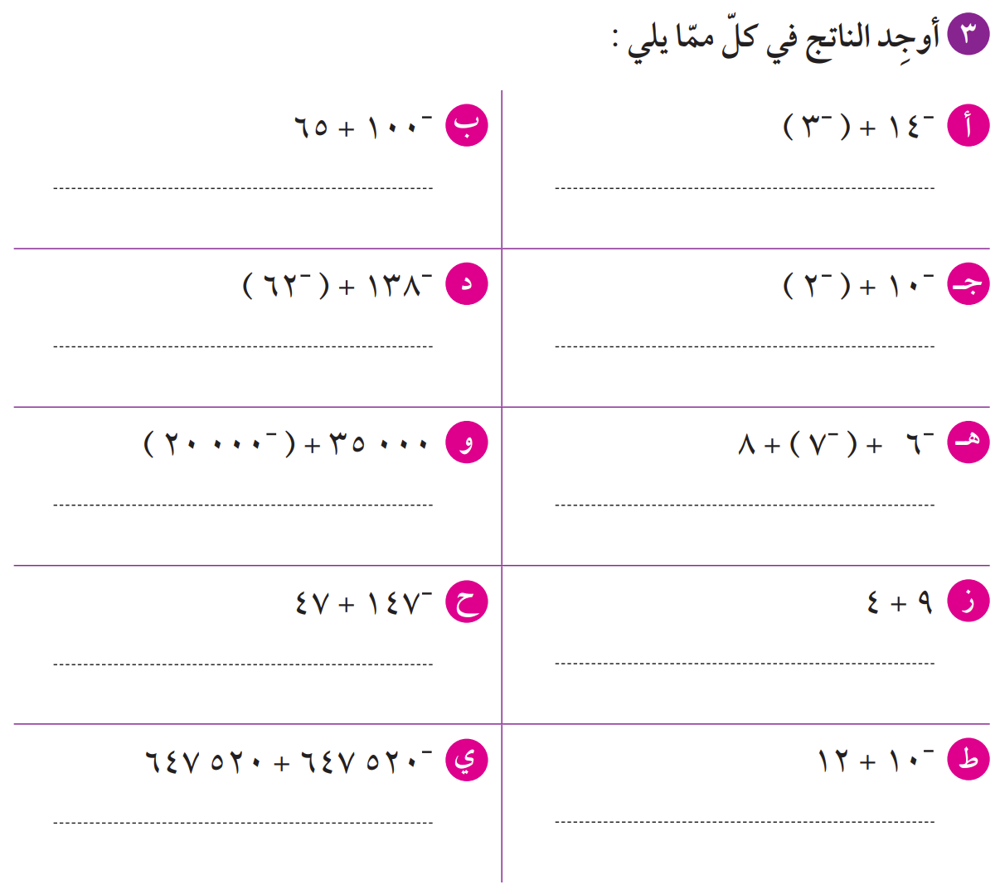 ٣ أوجِد الناتج في كلّ ممّا يلي :
أ ⁻١٤ + ( ⁻٣ )
ب ⁻١٠٠ + ٦٥
جـ ⁻١٠ + ( ⁻٢ )
د ⁻١٣٨ + ( ⁻٦٢ )
هـ ⁻٦ + ( ⁻٧ ) + ٨
و ٣٥ ٠٠٠ + ( ⁻٢٠ ٠٠٠ )
ز ٩ + ٤
ح ⁻١٤٧ + ٤٧
ط ⁻١٠ + ١٢
ي ⁻٦٤٧ ٥٢٠ + ٦٤٧ ٥٢٠